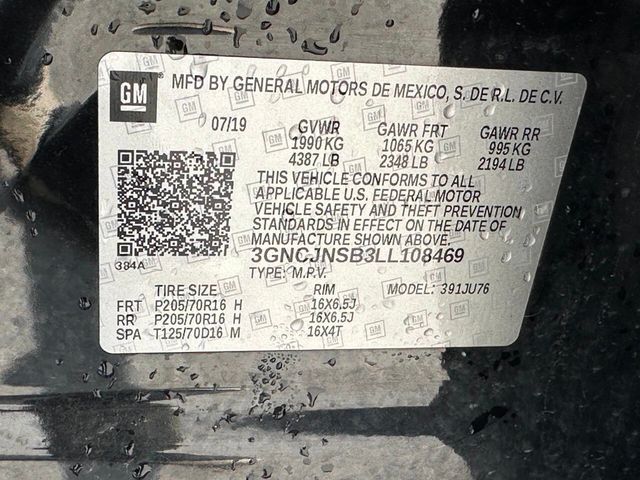 GM
MFD BY GENERAL MOTORS DE MEXICO, S. DE R.L. DE C.V.
07/19 GVWR GAWR FRT GAWR RR
1990 KG 1065 KG 995 KG
4387 LB 2348 LB 2194 LB
THIS VEHICLE CONFORMS TO ALL
APPLICABLE U.S. FEDERAL MOTOR
VEHICLE SAFETY AND THEFT PREVENTION
STANDARDS IN EFFECT ON THE DATE OF
MANUFACTURE SHOWN ABOVE.
384A
3GNCJNSB3LL108469
TYPE: M.P.V. MODEL: 391JU76
TIRE SIZE RIM
FRT P205/70R16 H 16X6.5J
RR P205/70R16 H 16X6.5J
SPA T125/70D16 M 16X4T